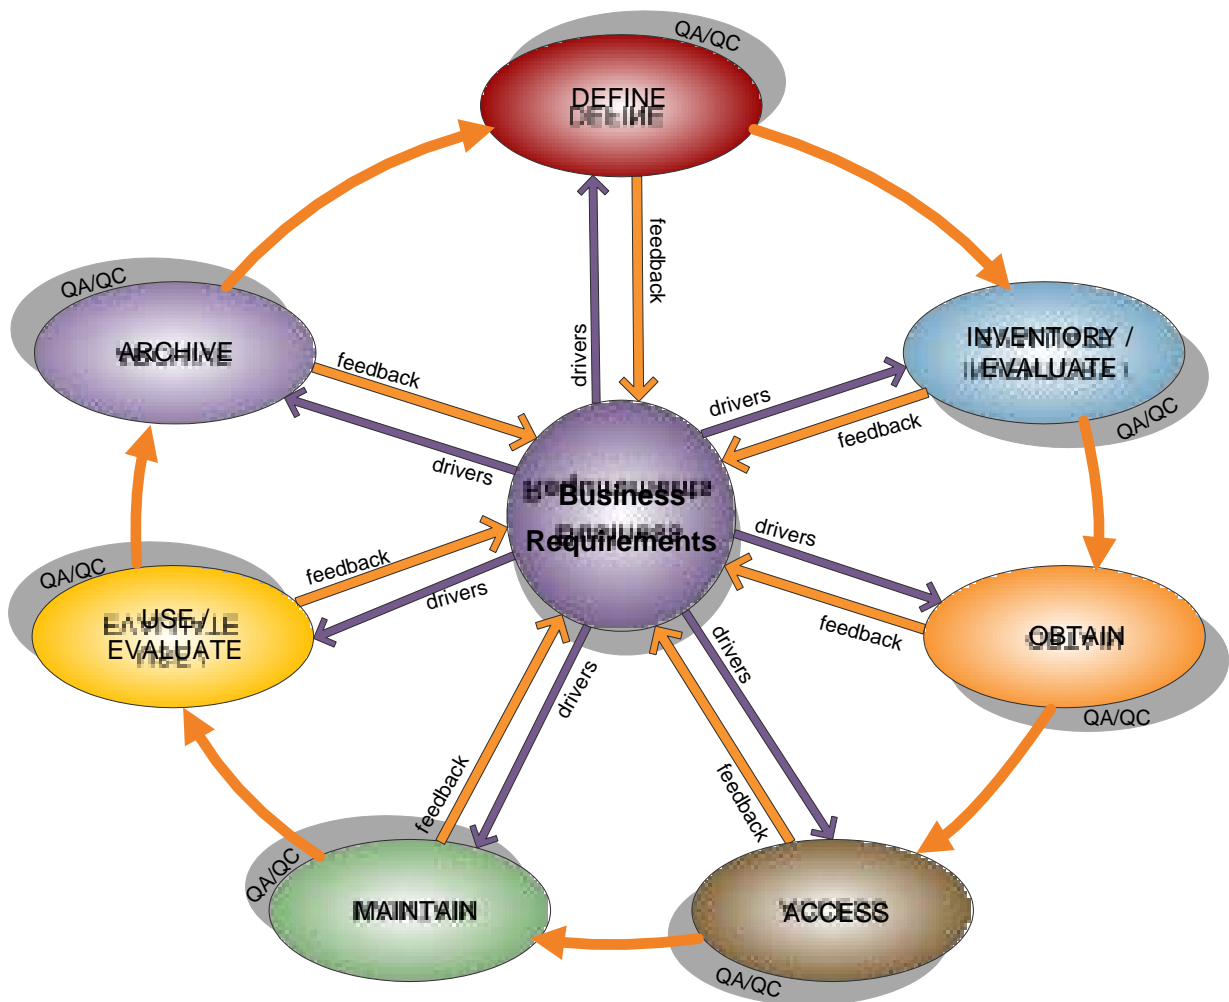 QA/QC
DEFINE
feedback
drivers
QA/QC
ARCHIVE
feedback
drivers
INVENTORY /
EVALUATE
QA/QC
drivers
feedback
Business
Requirements
drivers
feedback
OBTAIN
QA/QC
QA/QC
USE /
EVALUATE
feedback
drivers
drivers
feedback
QA/QC
MAINTAIN
drivers
feedback
ACCESS
QA/QC